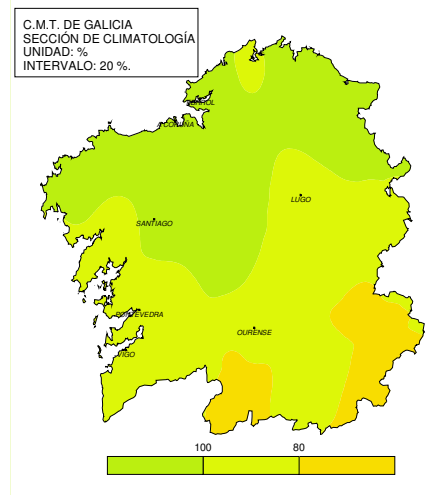 C.M.T. DE GALICIA
SECCIÓN DE CLIMATOLOGÍA
UNIDAD: %
INTERVALO: 20 %.
FERROL
A CORUÑA
LUGO
SANTIAGO
PONTEVEDRA
OURENSE
VIGO
100 80